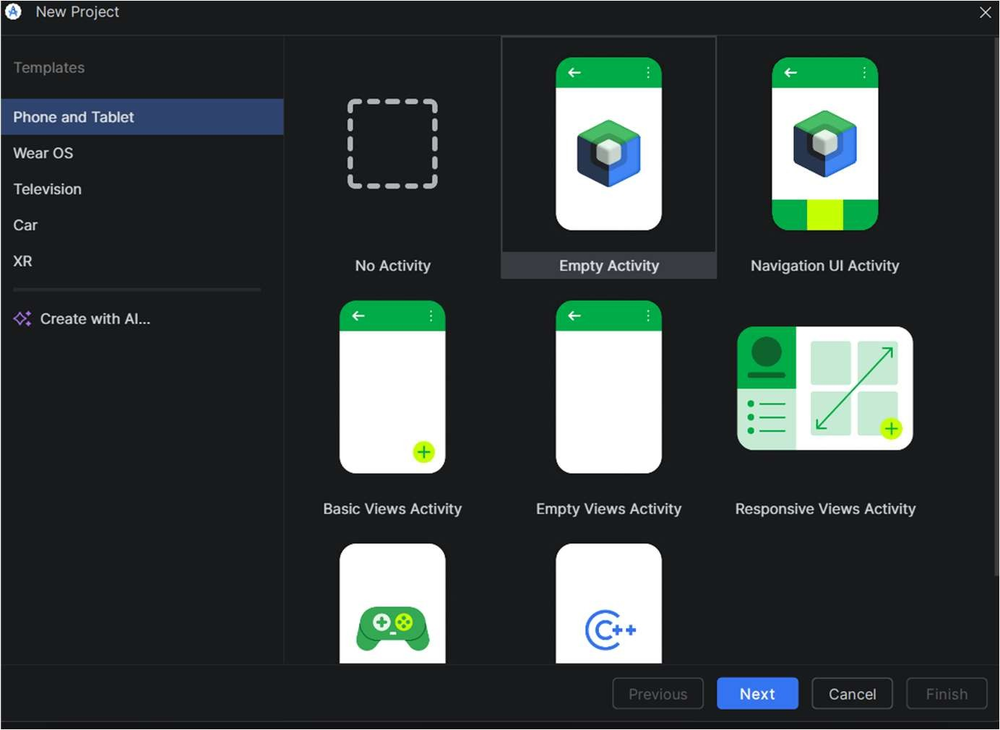 New Project
Templates
Phone and Tablet
Wear OS
Television
Car
XR
Create with AI...
No Activity
Empty Activity
Navigation UI Activity
Basic Views Activity
Empty Views Activity
Responsive Views Activity
C++
Previous
Next
Cancel
Finish